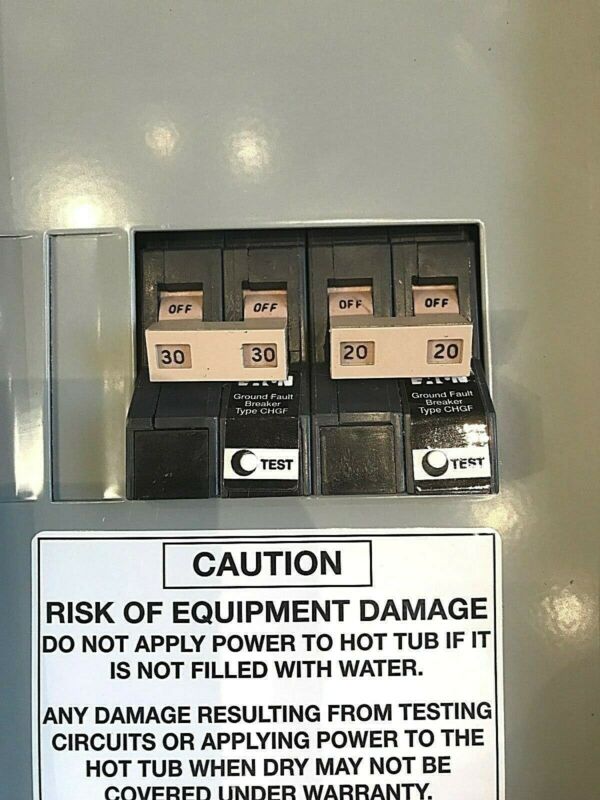 OFF OFF OFF OFF
30 30 20 20
Ground Fault
Breaker
Type CHGF
TEST
EATON
Ground Fault
Breaker
Type CHGF
TEST
CAUTION
RISK OF EQUIPMENT DAMAGE
DO NOT APPLY POWER TO HOT TUB IF IT
IS NOT FILLED WITH WATER.
ANY DAMAGE RESULTING FROM TESTING
CIRCUITS OR APPLYING POWER TO THE
HOT TUB WHEN DRY MAY NOT BE
COVERED UNDER WARRANTY.